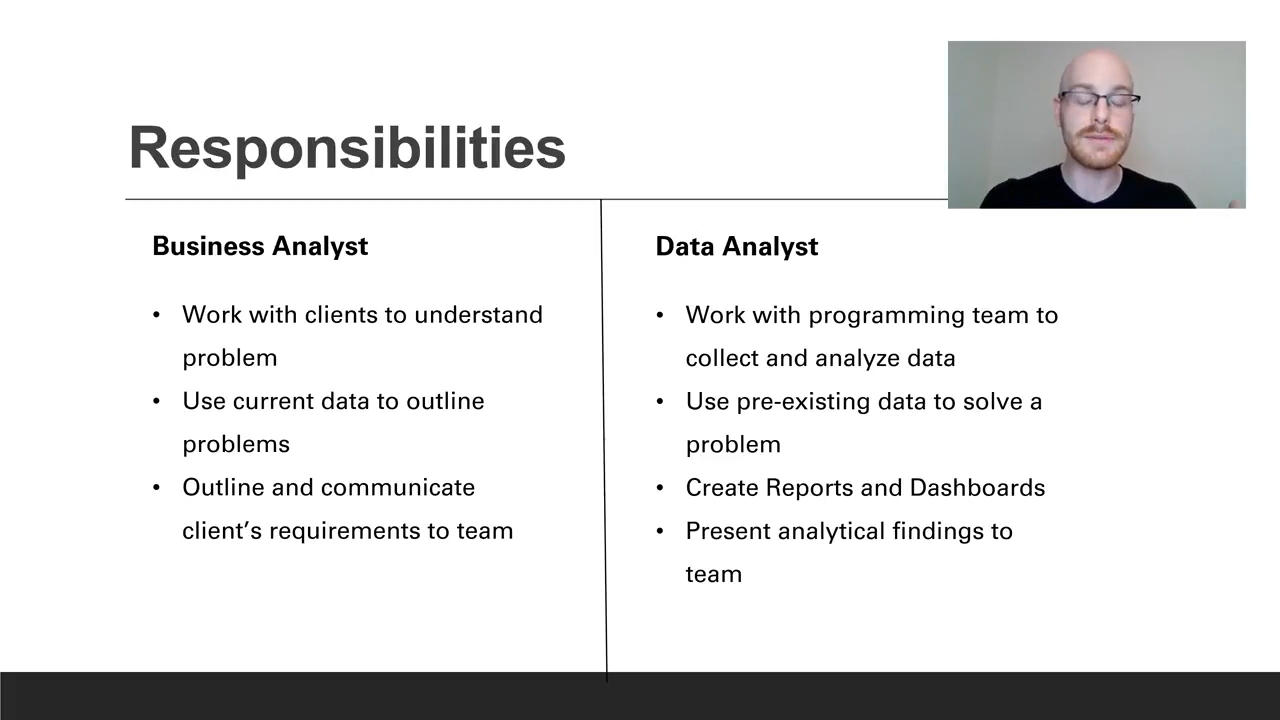 Responsibilities
Business Analyst
• Work with clients to understand
problem
• Use current data to outline
problems
• Outline and communicate
client’s requirements to team
Data Analyst
• Work with programming team to
collect and analyze data
• Use pre-existing data to solve a
problem
• Create Reports and Dashboards
• Present analytical findings to
team